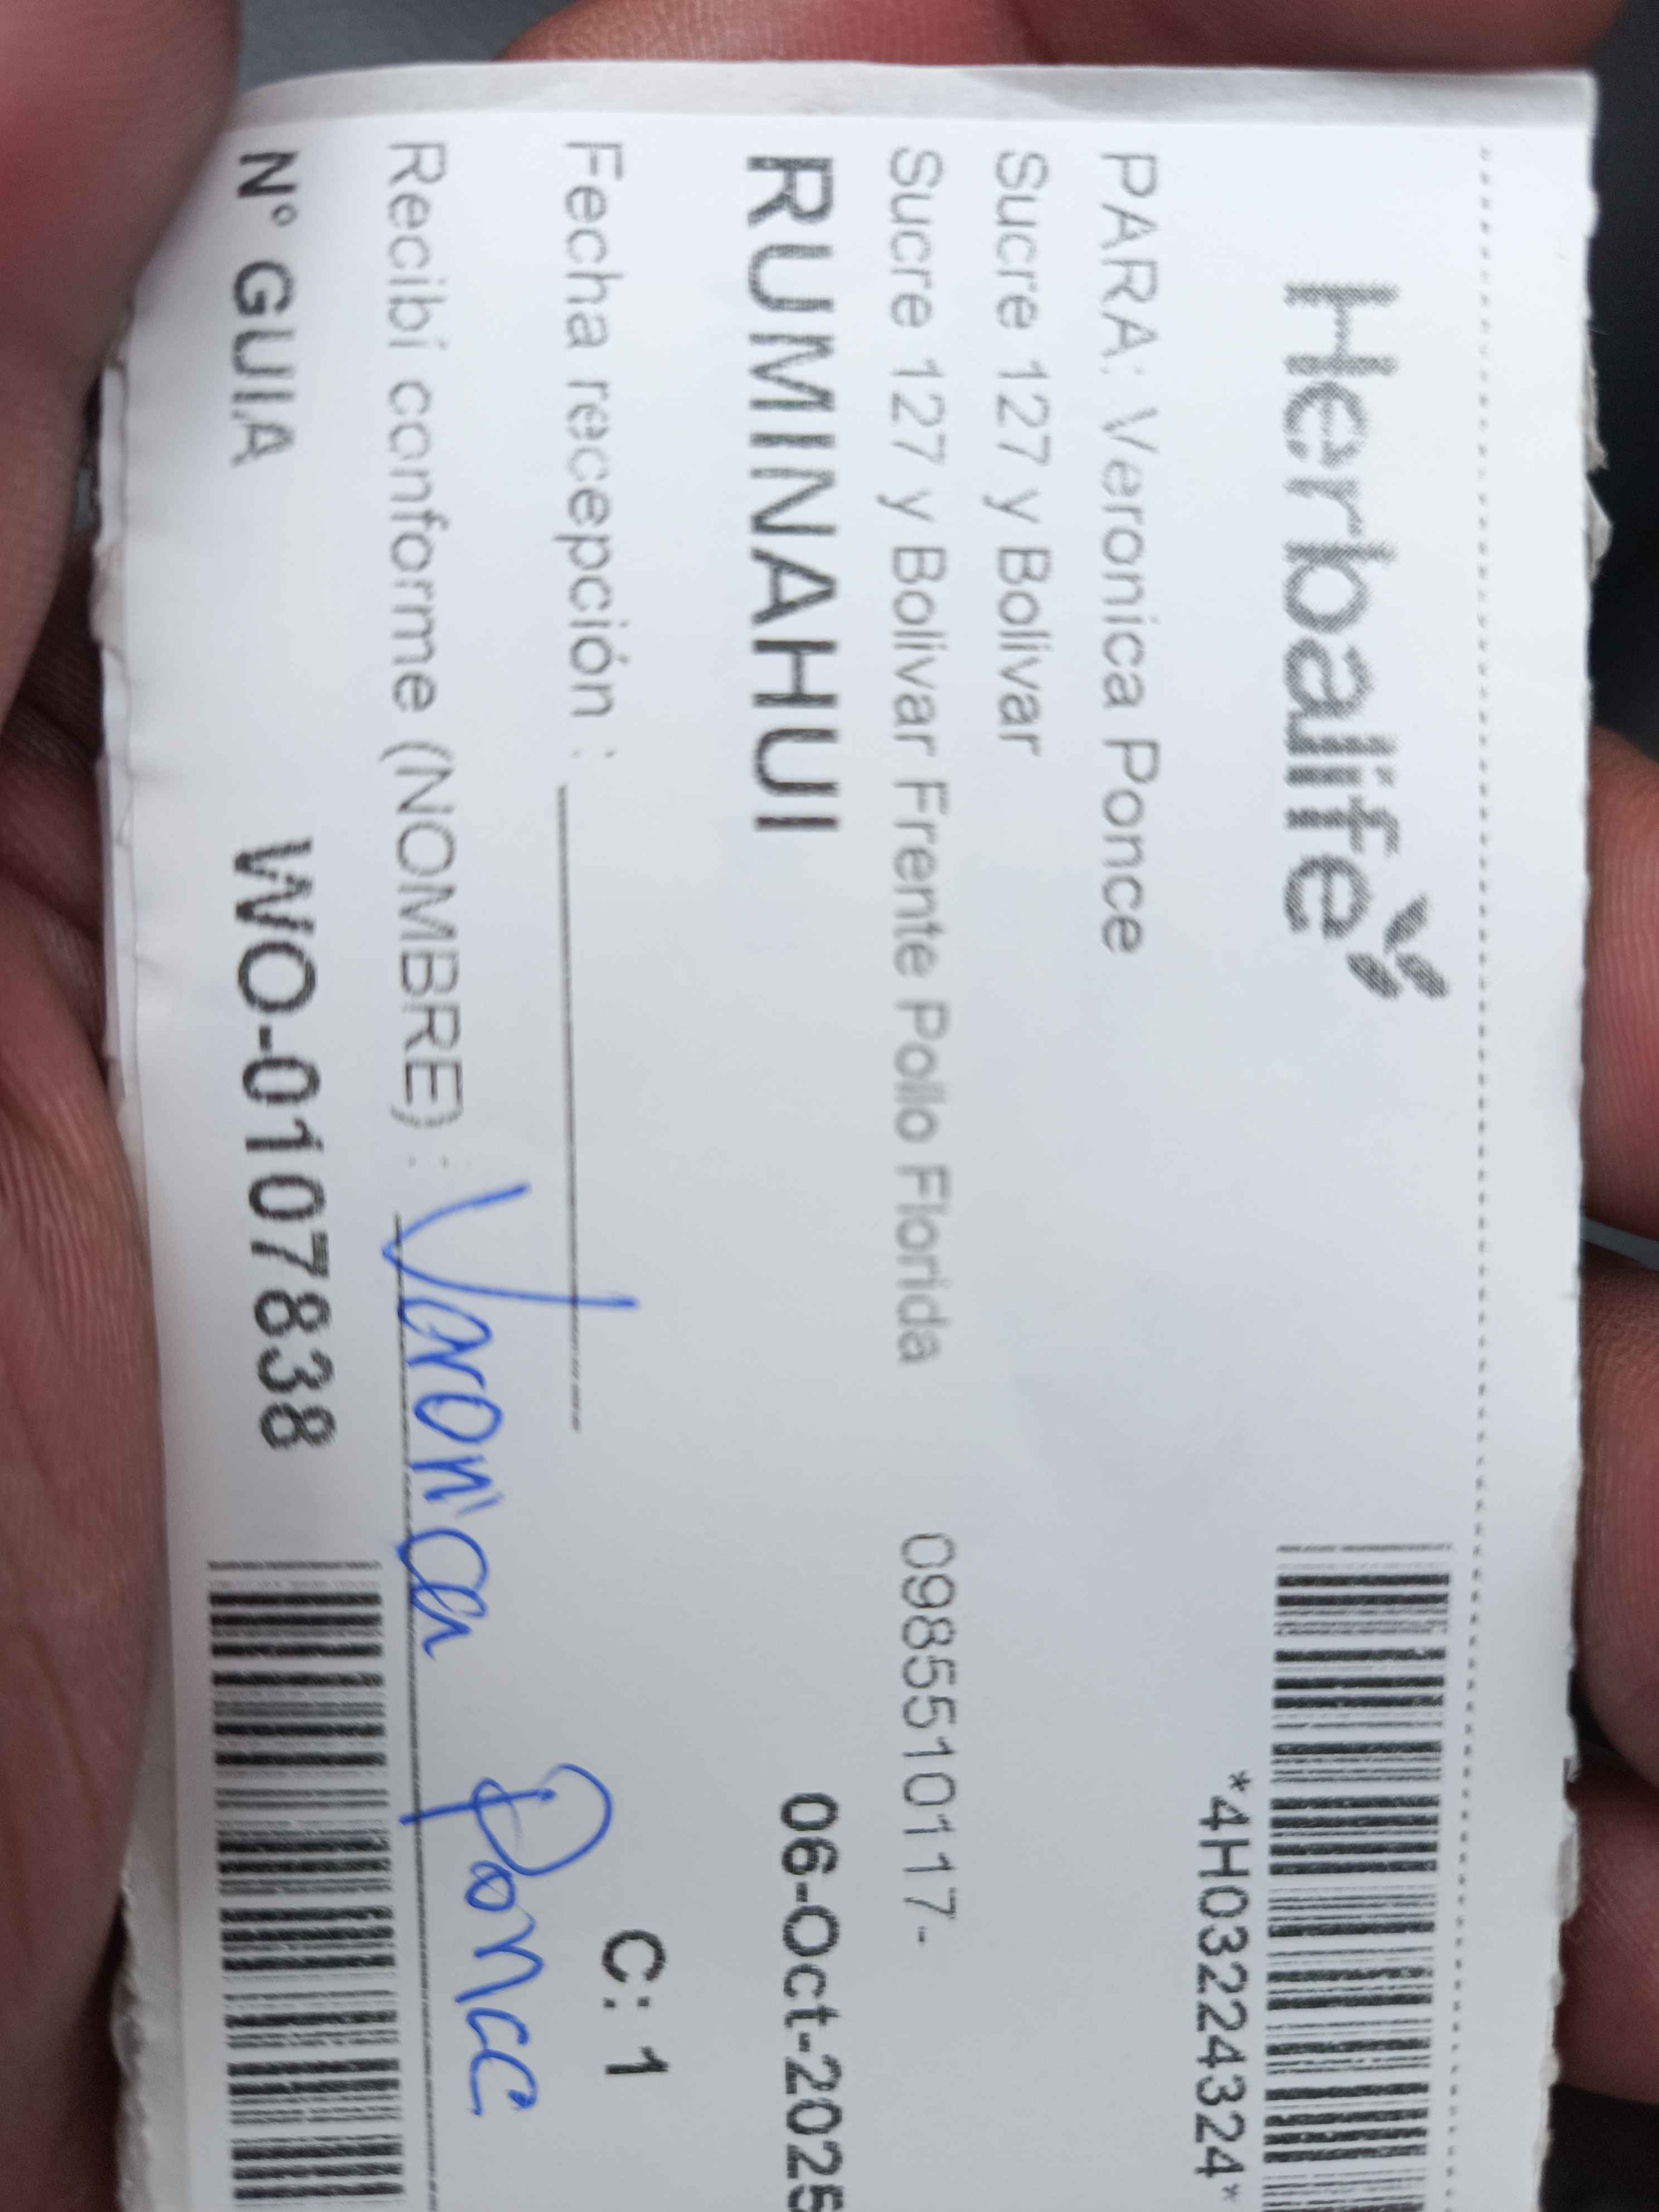 Herbalife
*4H03224324*
PARA: Veronica Ponce
Sucre 127 y Bolivar
Sucre 127 y Bolivar Frente Pollo Florida 0985510117-
RUMINAHUI 06-Oct-2025
C: 1
Fecha recepción :
Recibí conforme (NOMBRE) : Veronica Ponce
N° GUIA WO-0107838